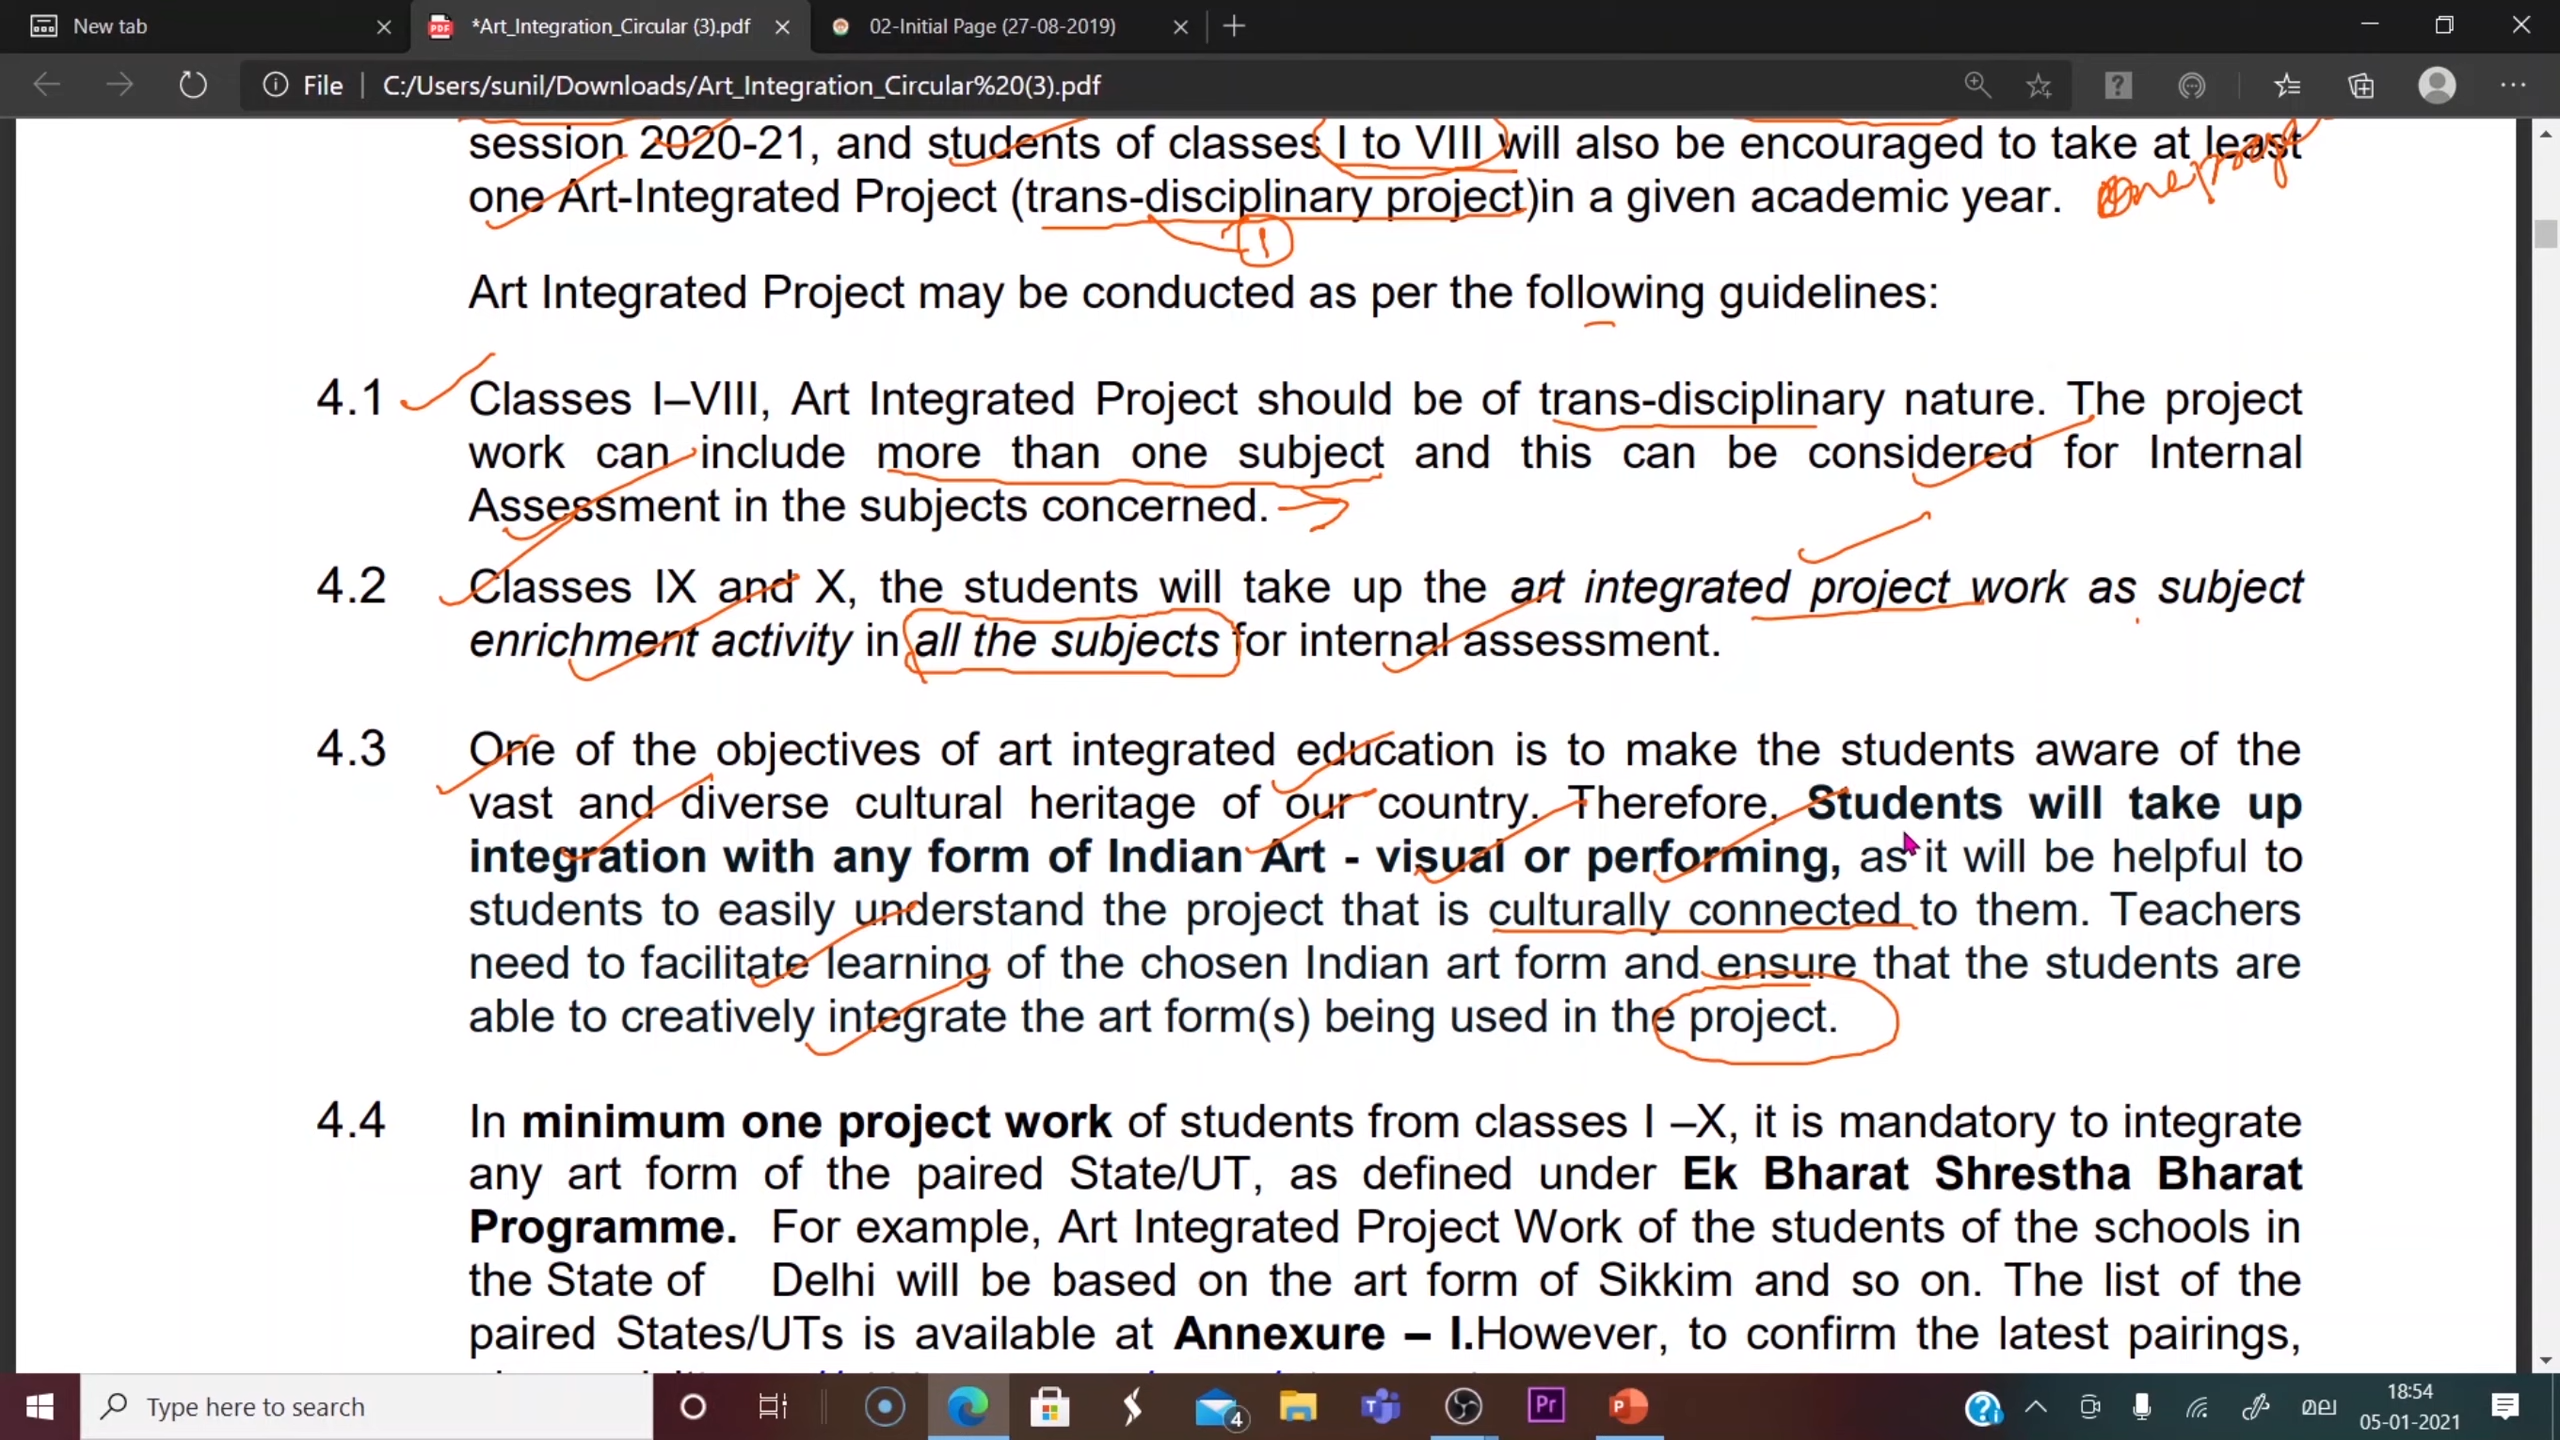 New tab
*Art_Integration_Circular (3).pdf
02-Initial Page (27-08-2019)
File
C:/Users/sunil/Downloads/Art_Integration_Circular%20(3).pdf
session 2020-21, and students of classes I to VIII will also be encouraged to take at least
one Art-Integrated Project (trans-disciplinary project)in a given academic year.
1
Art Integrated Project may be conducted as per the following guidelines:
4.1 Classes I–VIII, Art Integrated Project should be of trans-disciplinary nature. The project
work can include more than one subject and this can be considered for Internal
Assessment in the subjects concerned.
4.2 Classes IX and X, the students will take up the art integrated project work as subject
enrichment activity in all the subjects for internal assessment.
4.3 One of the objectives of art integrated education is to make the students aware of the
vast and diverse cultural heritage of our country. Therefore, Students will take up
integration with any form of Indian Art - visual or performing, as it will be helpful to
students to easily understand the project that is culturally connected to them. Teachers
need to facilitate learning of the chosen Indian art form and ensure that the students are
able to creatively integrate the art form(s) being used in the project.
4.4 In minimum one project work of students from classes I –X, it is mandatory to integrate
any art form of the paired State/UT, as defined under Ek Bharat Shrestha Bharat
Programme. For example, Art Integrated Project Work of the students of the schools in
the State of Delhi will be based on the art form of Sikkim and so on. The list of the
paired States/UTs is available at Annexure – I.However, to confirm the latest pairings,
Type here to search
4
Pr
P
മല
18:54
05-01-2021